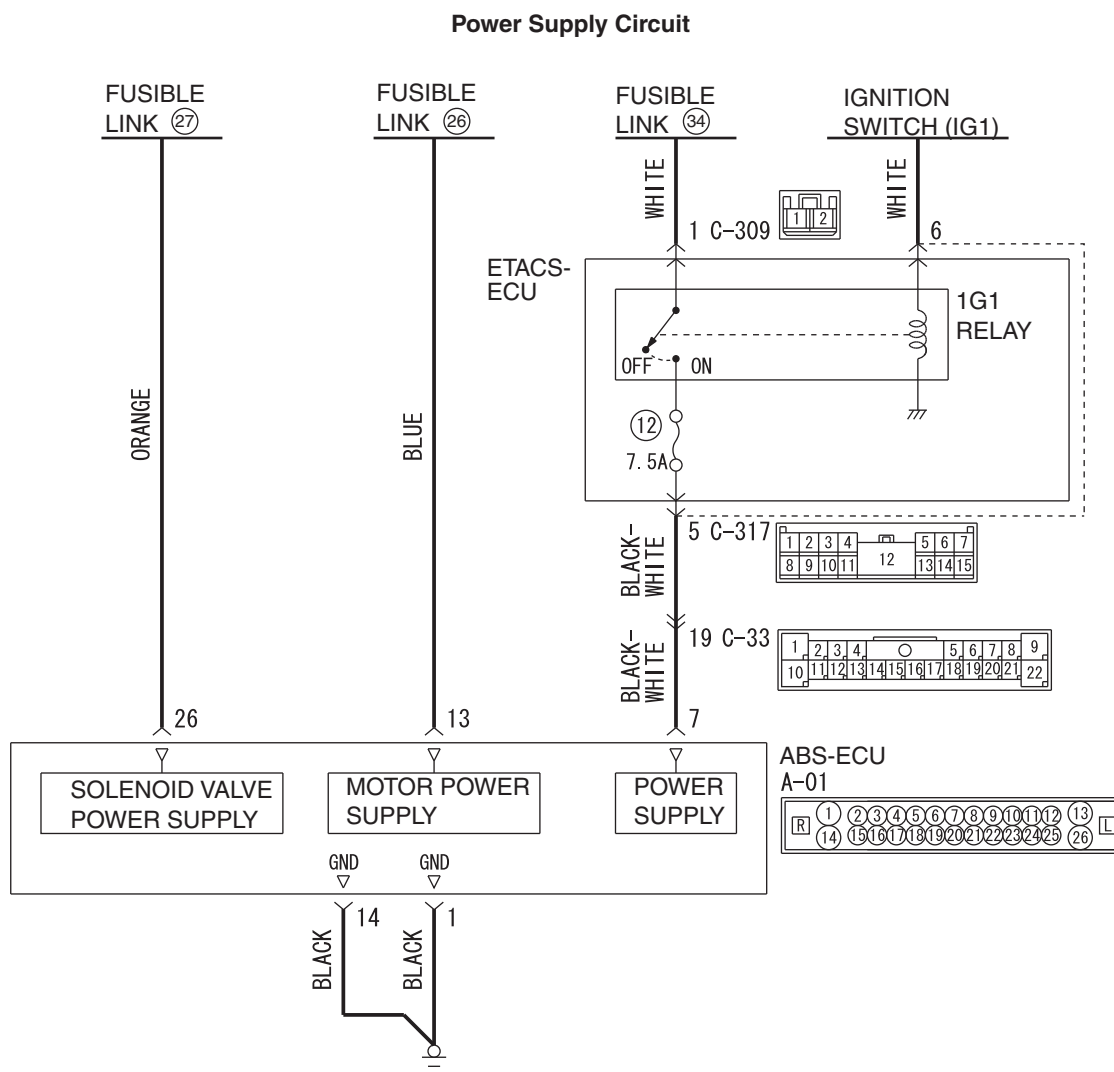 Power Supply Circuit
FUSIBLE
LINK 27
FUSIBLE
LINK 26
FUSIBLE
LINK 34
IGNITION
SWITCH (IG1)
WHITE
WHITE
1 C-309
1 2
6
ETACS-
ECU
1G1
RELAY
OFF
ON
ORANGE
BLUE
12
7.5A
5 C-317
1 2 3 4 5 6 7
8 9 10 11 12 13 14 15
BLACK-
WHITE
19 C-33
1 2 3 4 5 6 7 8 9
10 11 12 13 14 15 16 17 18 19 20 21 22
BLACK-
WHITE
26
13
7
SOLENOID VALVE
POWER SUPPLY
MOTOR POWER
SUPPLY
POWER
SUPPLY
ABS-ECU
A-01
R 1 2 3 4 5 6 7 8 9 10 11 12 13 L
14 15 16 17 18 19 20 21 22 23 24 25 26
GND
GND
14
1
BLACK
BLACK